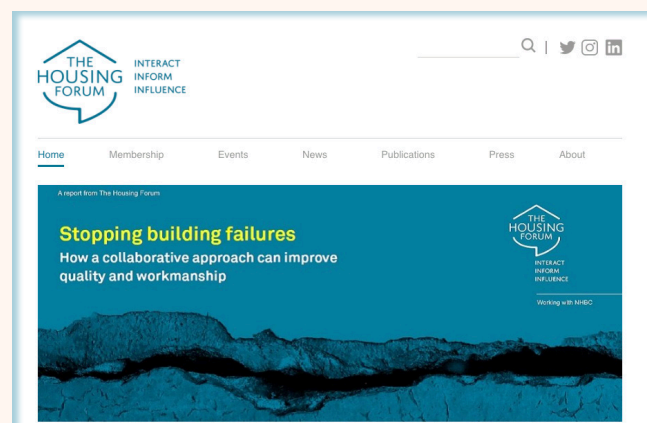 THE
HOUSING
FORUM
INTERACT
INFORM
INFLUENCE
Home Membership Events News Publications Press About
A report from The Housing Forum
Stopping building failures
How a collaborative approach can improve
quality and workmanship
THE
HOUSING
FORUM
INTERACT
INFORM
INFLUENCE
Working with NHBC